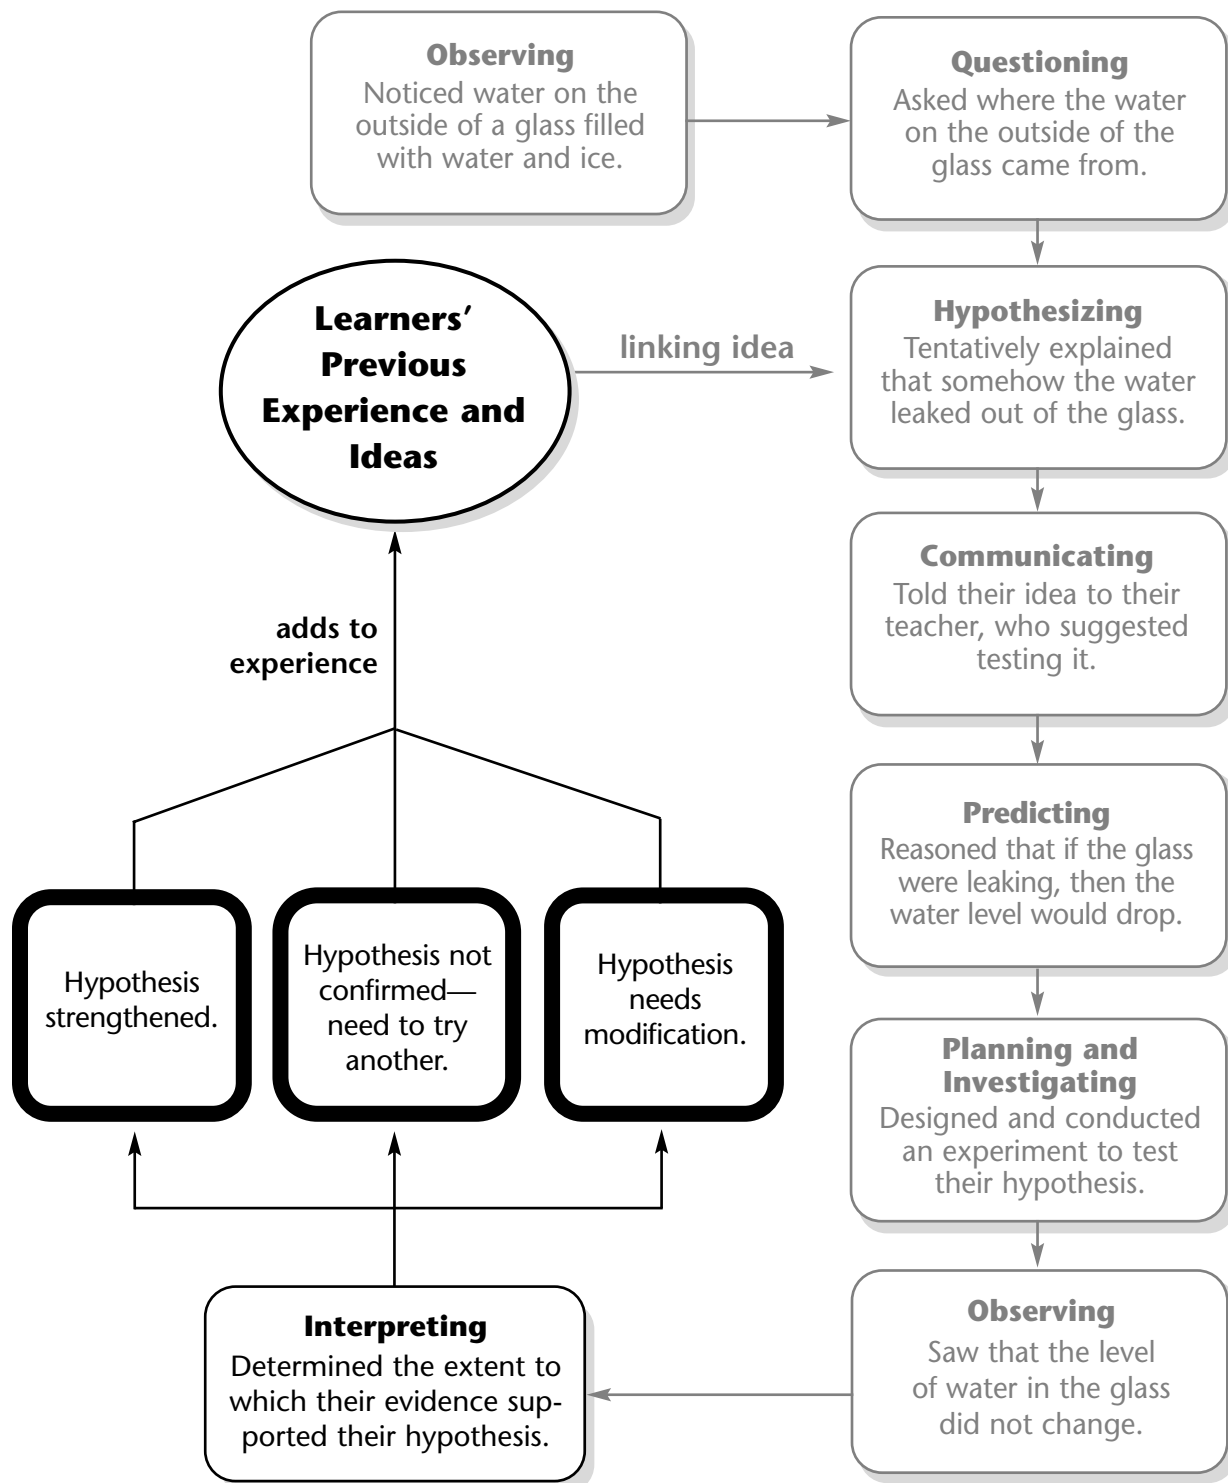 Observing
Noticed water on the
outside of a glass filled
with water and ice.
Questioning
Asked where the water
on the outside of the
glass came from.
Learners’
Previous
Experience and
Ideas
linking idea
Hypothesizing
Tentatively explained
that somehow the water
leaked out of the glass.
Communicating
Told their idea to their
teacher, who suggested
testing it.
adds to
experience
Predicting
Reasoned that if the glass
were leaking, then the
water level would drop.
Hypothesis
strengthened.
Hypothesis not
confirmed—
need to try
another.
Hypothesis
needs
modification.
Planning and
Investigating
Designed and conducted
an experiment to test
their hypothesis.
Observing
Saw that the level
of water in the glass
did not change.
Interpreting
Determined the extent to
which their evidence sup-
ported their hypothesis.